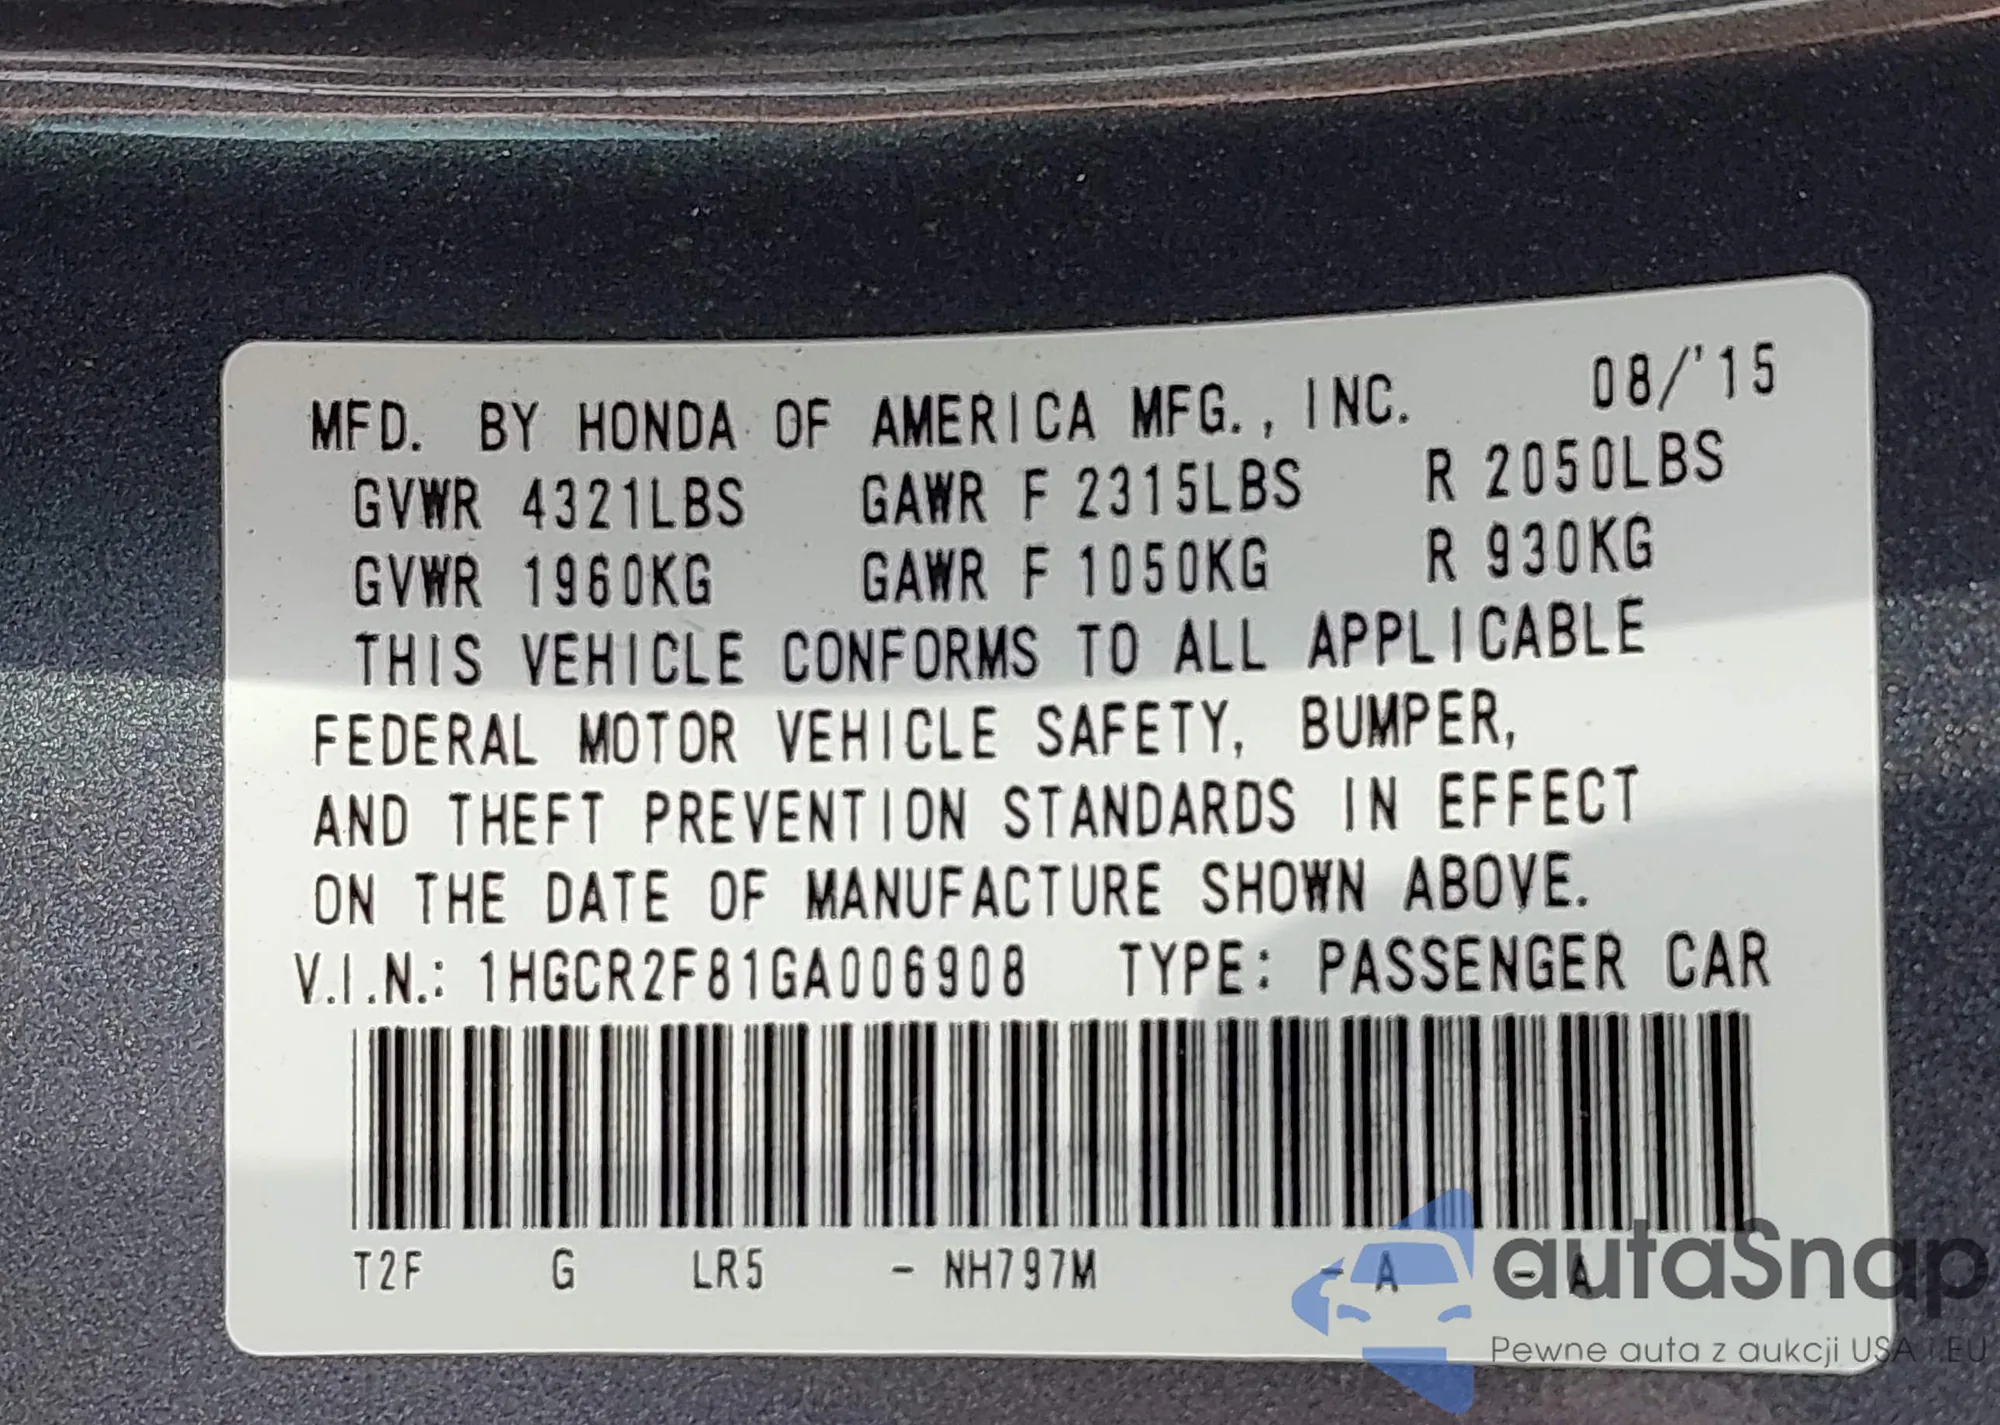 MFD. BY HONDA OF AMERICA MFG., INC. 08/'15
GVWR 4321LBS GAWR F 2315LBS R 2050LBS
GVWR 1960KG GAWR F 1050KG R 930KG
THIS VEHICLE CONFORMS TO ALL APPLICABLE
FEDERAL MOTOR VEHICLE SAFETY, BUMPER,
AND THEFT PREVENTION STANDARDS IN EFFECT
ON THE DATE OF MANUFACTURE SHOWN ABOVE.
V.I.N.: 1HGCR2F81GA006908 TYPE: PASSENGER CAR
T2F G LR5 - NH797M - A - A
autaSnap
Pewne auta z aukcji USA i EU